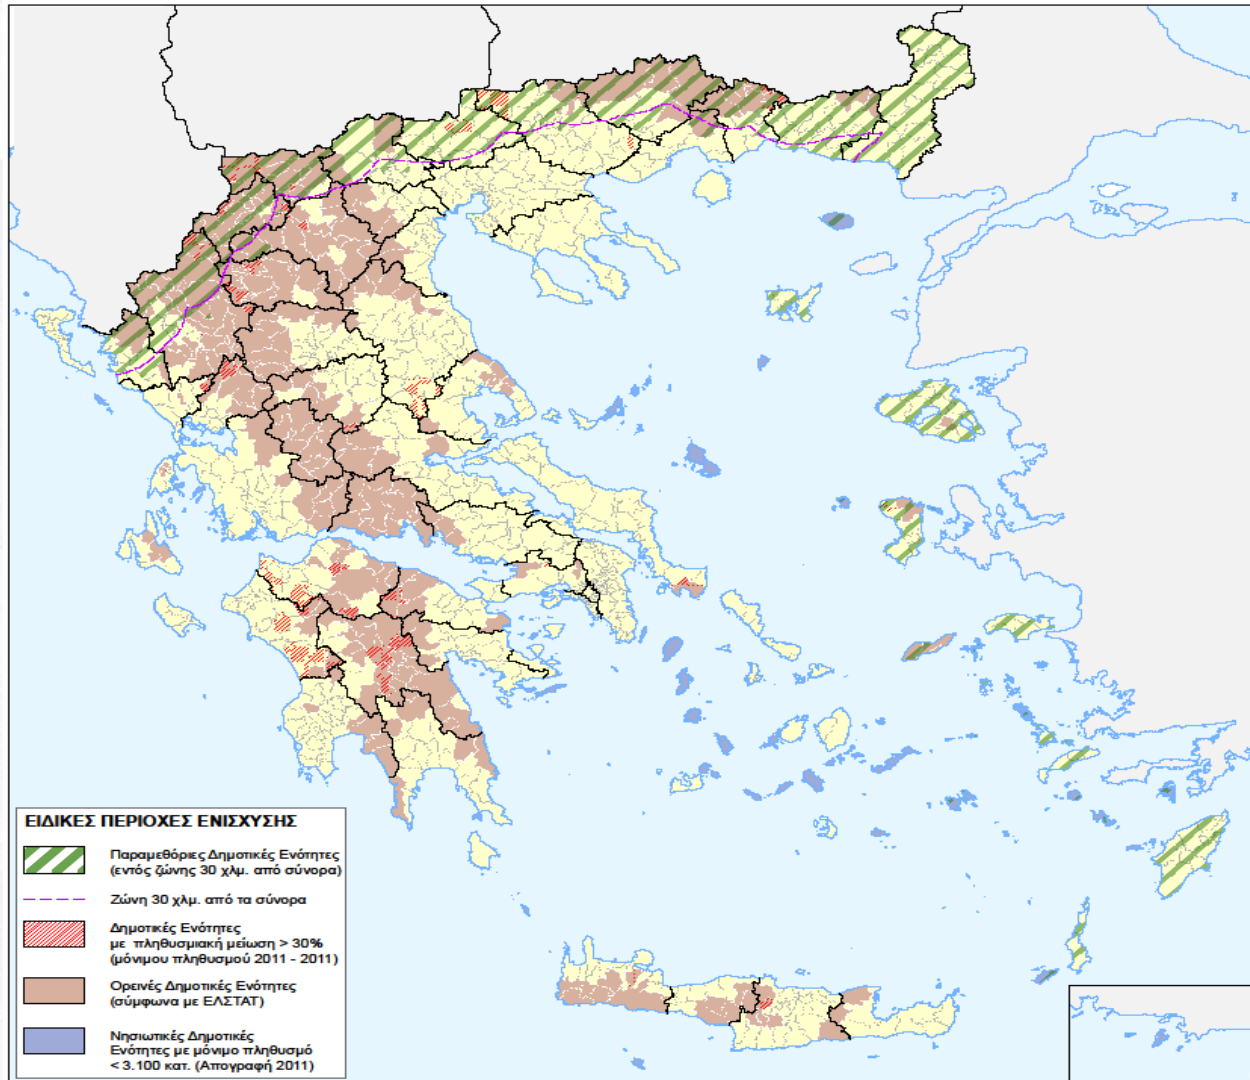 ΕΙΔΙΚΕΣ ΠΕΡΙΟΧΕΣ ΕΝΙΣΧΥΣΗΣ
Παραμεθόριες Δημοτικές Ενότητες
(εντός ζώνης 30 χλμ. από σύνορα)
Ζώνη 30 χλμ. από τα σύνορα
Δημοτικές Ενότητες
με πληθυσμιακή μείωση > 30%
(μόνιμου πληθυσμού 2011 - 2011)
Ορεινές Δημοτικές Ενότητες
(σύμφωνα με ΕΛΣΤΑΤ)
Νησιωτικές Δημοτικές
Ενότητες με μόνιμο πληθυσμό
< 3.100 κατ. (Απογραφή 2011)